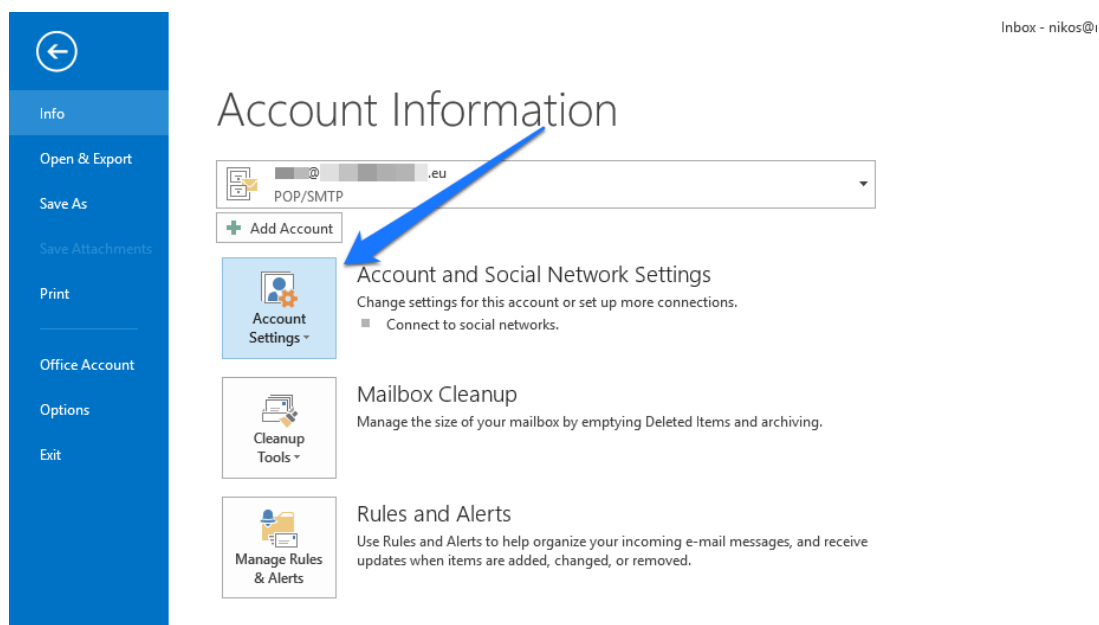 Inbox - nikos@
Info
Open & Export
Save As
Save Attachments
Print
Office Account
Options
Exit
Account Information
@ .eu
POP/SMTP
Add Account
Account
Settings
Account and Social Network Settings
Change settings for this account or set up more connections.
Connect to social networks.
Cleanup
Tools
Mailbox Cleanup
Manage the size of your mailbox by emptying Deleted Items and archiving.
Manage Rules
& Alerts
Rules and Alerts
Use Rules and Alerts to help organize your incoming e-mail messages, and receive
updates when items are added, changed, or removed.